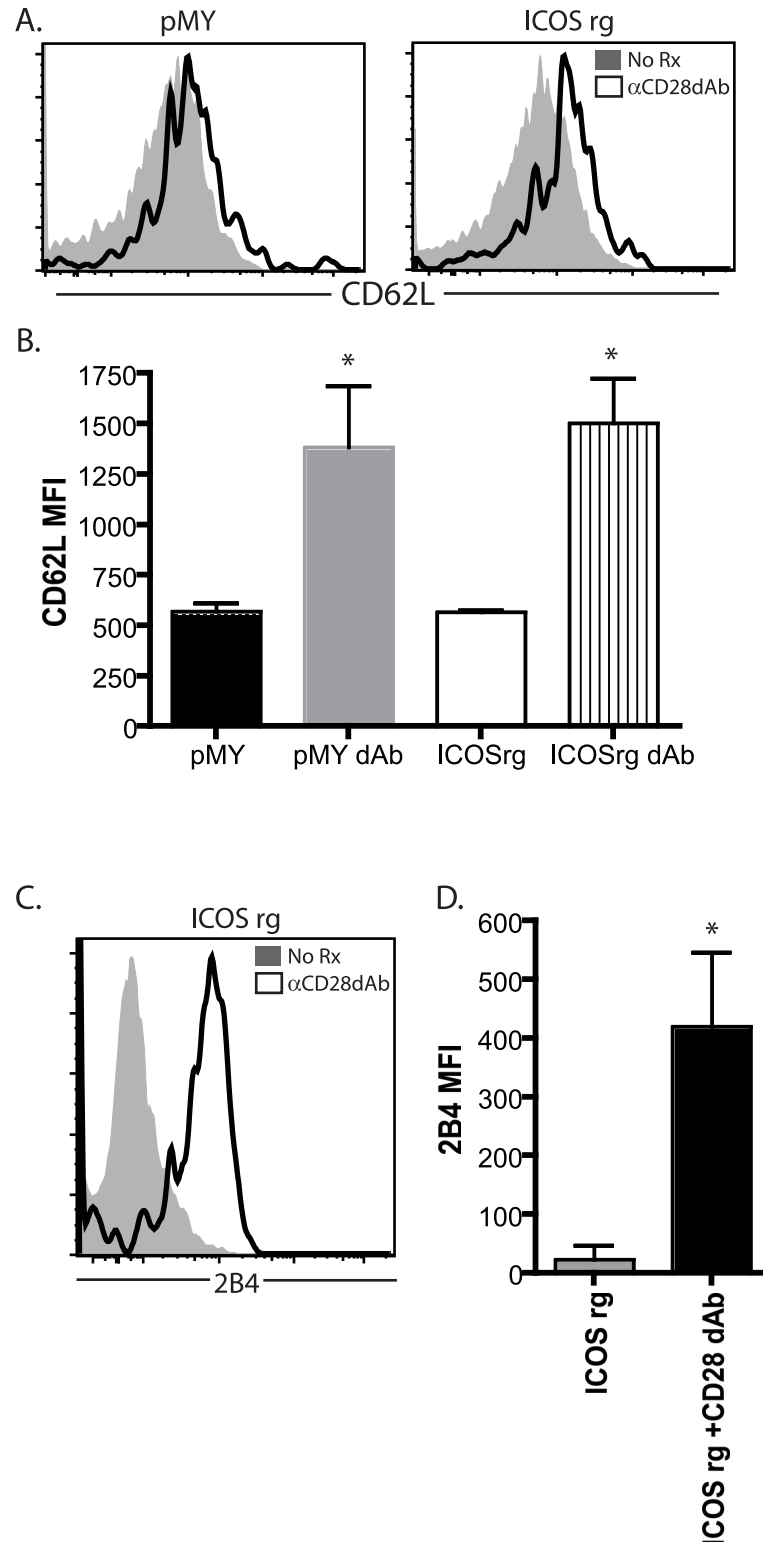 A.
pMY
ICOS rg
No Rx
αCD28dAb
CD62L
B.
CD62L MFI
1750
1500
1250
1000
750
500
250
0
*
*
pMY
pMY dAb
ICOSrg
ICOSrg dAb
C.
ICOS rg
No Rx
αCD28dAb
2B4
D.
2B4 MFI
600
500
400
300
200
100
0
*
ICOS rg
ICOS rg +CD28 dAb